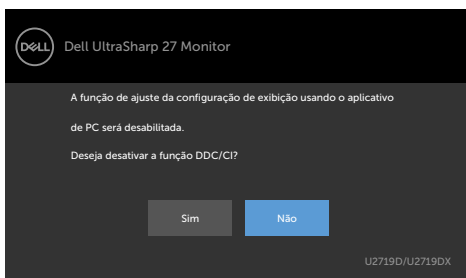 DELL Dell UltraSharp 27 Monitor
A função de ajuste da configuração de exibição usando o aplicativo
de PC será desabilitada.
Deseja desativar a função DDC/CI?
Sim Não
U2719D/U2719DX